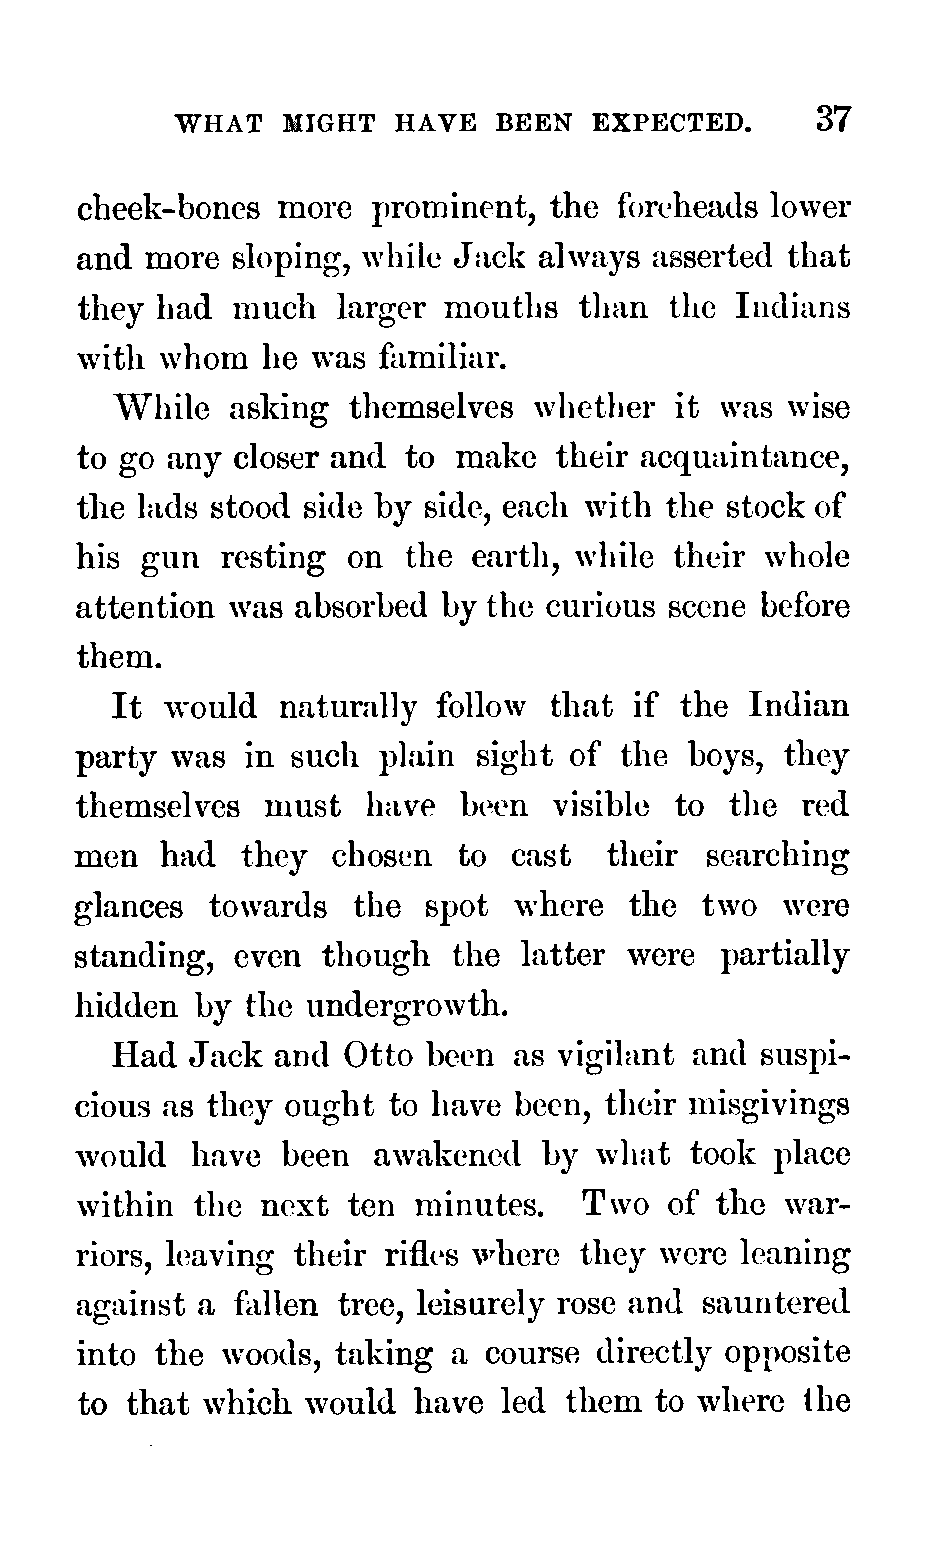 WHAT MIGHT HAVE BEEN EXPECTED. 37
cheek-bones more prominent, the foreheads lower
and more sloping, while Jack always asserted that
they had much larger mouths than the Indians
with whom he was familiar.
While asking themselves whether it was wise
to go any closer and to make their acquaintance,
the lads stood side by side, each with the stock of
his gun resting on the earth, while their whole
attention was absorbed by the curious scene before
them.
It would naturally follow that if the Indian
party was in such plain sight of the boys, they
themselves must have been visible to the red
men had they chosen to cast their searching
glances towards the spot where the two were
standing, even though the latter were partially
hidden by the undergrowth.
Had Jack and Otto been as vigilant and suspi-
cious as they ought to have been, their misgivings
would have been awakened by what took place
within the next ten minutes. Two of the war-
riors, leaving their rifles where they were leaning
against a fallen tree, leisurely rose and sauntered
into the woods, taking a course directly opposite
to that which would have led them to where the